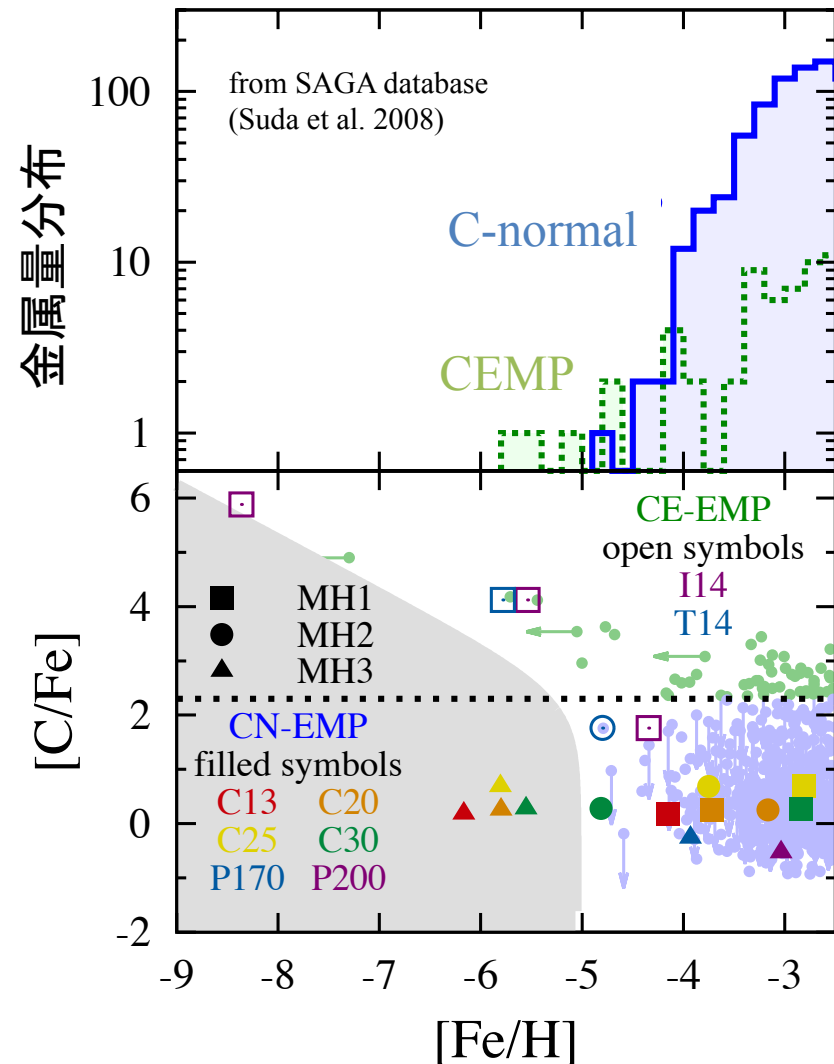 from SAGA database
(Suda et al. 2008)
100
10
1
金属量分布
C-normal
CEMP
6
4
2
0
-2
[C/Fe]
CE-EMP
open symbols
I14
T14
MH1
MH2
MH3
CN-EMP
filled symbols
C13 C20
C25 C30
P170 P200
-9 -8 -7 -6 -5 -4 -3
[Fe/H]